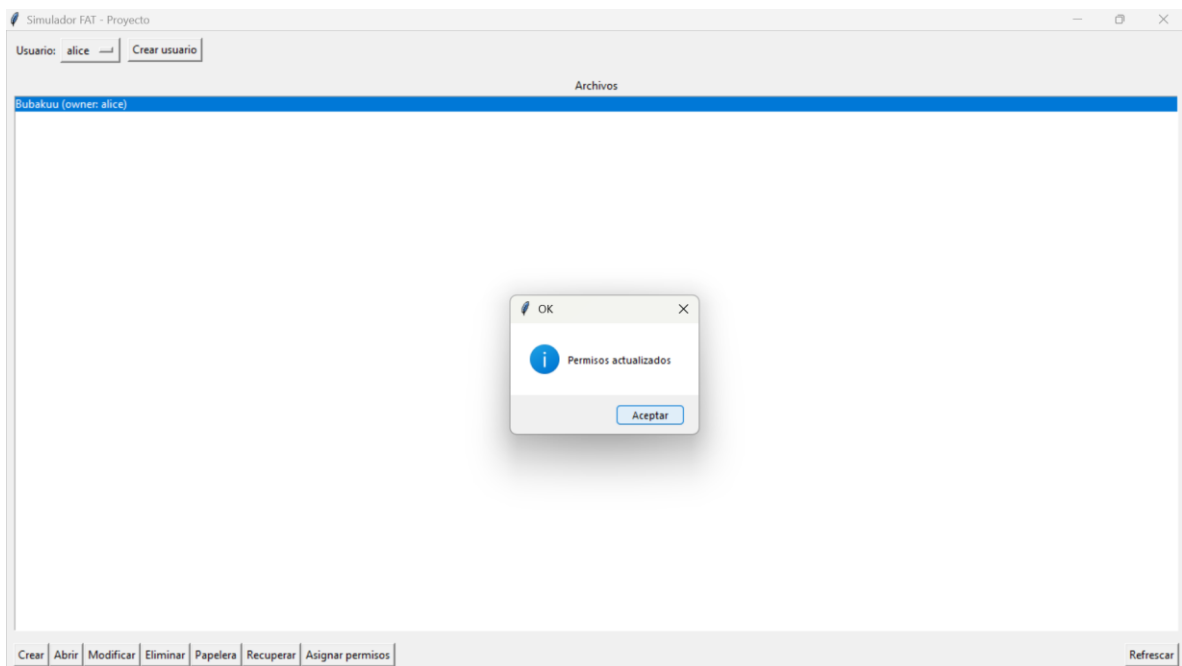 Simulador FAT - Proyecto
Usuario: alice Crear usuario
Archivos
Bubakuu (owner: alice)
OK
Permisos actualizados
Aceptar
Crear Abrir Modificar Eliminar Papelera Recuperar Asignar permisos Refrescar